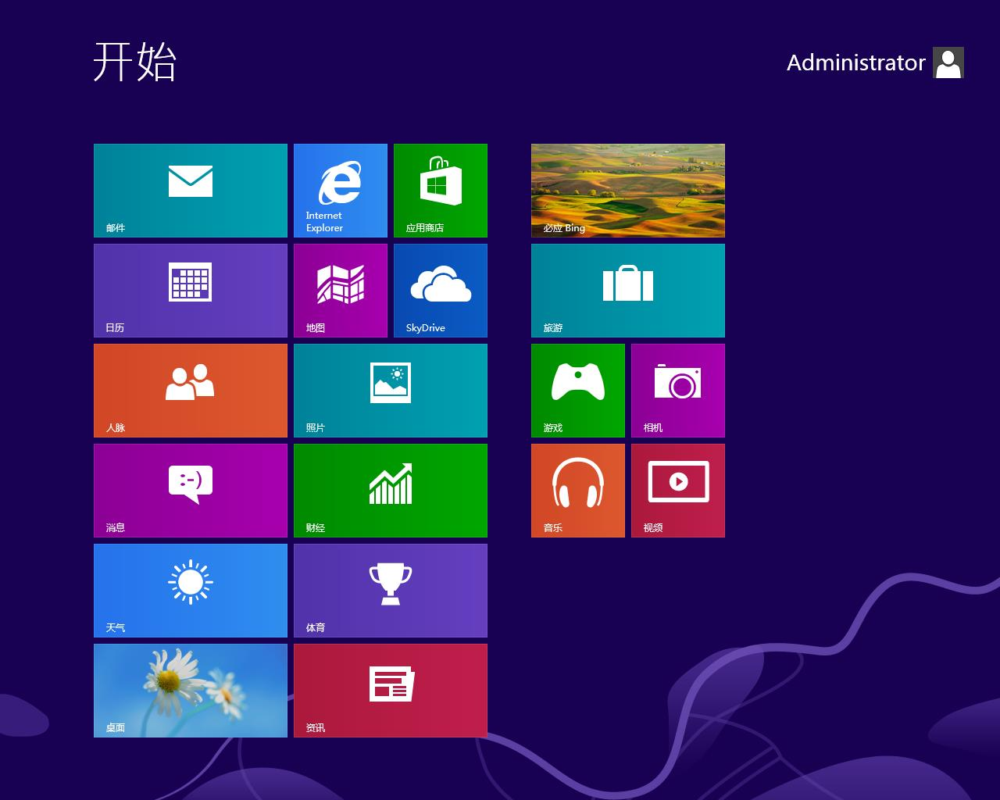 开始
Administrator
邮件
Internet
Explorer
应用商店
必应 Bing
日历
地图
SkyDrive
旅游
人脉
照片
游戏
相机
消息
:-)
财经
音乐
视频
天气
体育
桌面
资讯